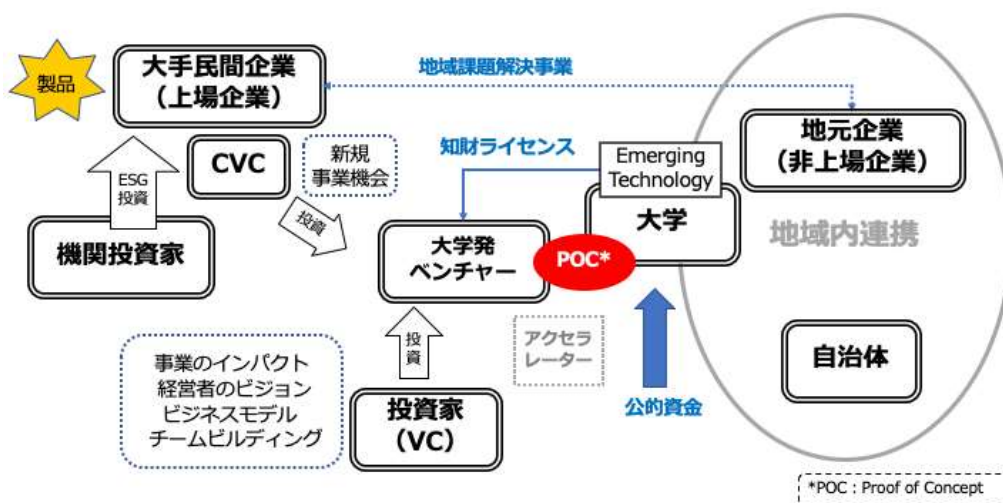 製品
大手民間企業
（上場企業）
地域課題解決事業
CVC
新規
事業機会
知財ライセンス
Emerging
Technology
地元企業
（非上場企業）
ESG
投資
投資
機関投資家
大学発
ベンチャー
POC*
大学
地域内連携
投
資
アクセラ
レーター
自治体
事業のインパクト
経営者のビジョン
ビジネスモデル
チームビルディング
投資家
（VC）
公的資金
*POC : Proof of Concept